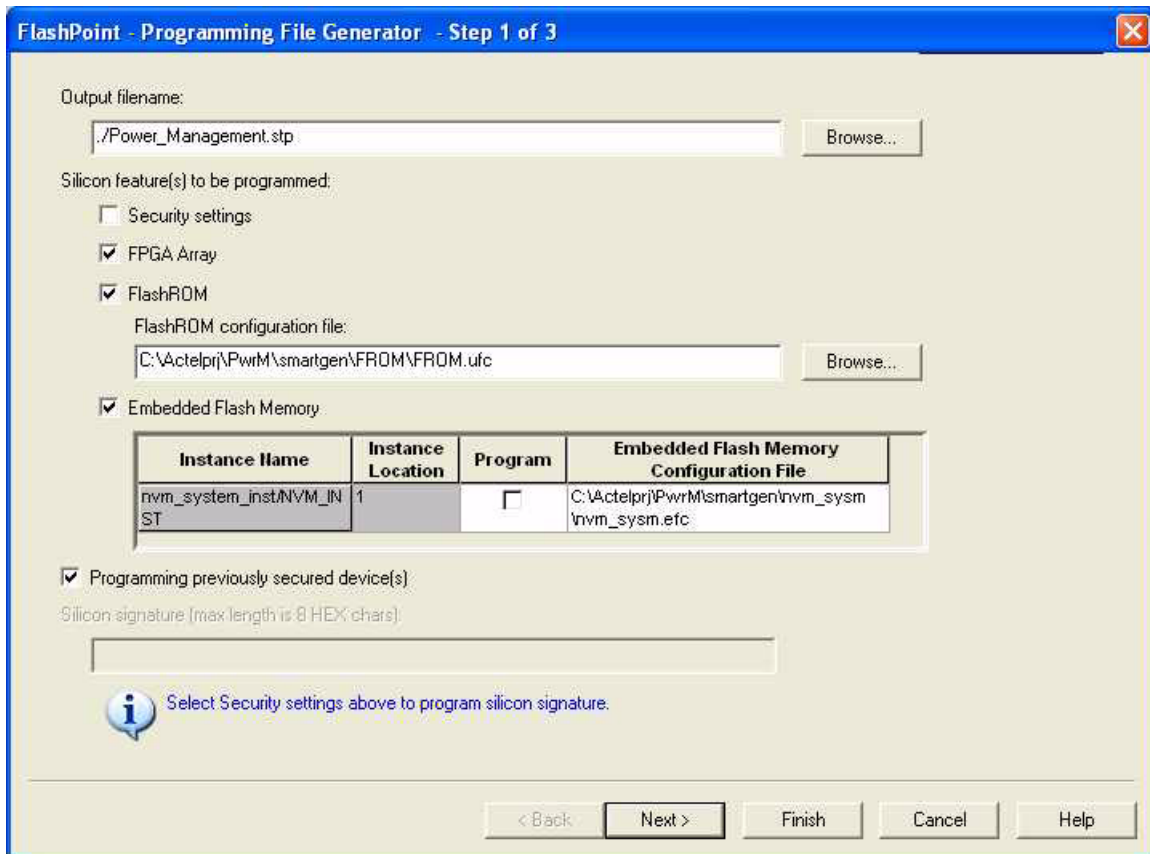 FlashPoint - Programming File Generator - Step 1 of 3
Output filename:
./Power_Management.stp
Browse...
Silicon feature(s) to be programmed:
Security settings
FPGA Array
FlashROM
FlashROM configuration file:
C:\Actelprj\PwrM\smartgen\FROM\FROM.ufc
Browse...
Embedded Flash Memory
Instance Name
Instance
Location
Program
Embedded Flash Memory
Configuration File
nvm_system_inst/NVM_IN
ST
1
C:\Actelprj\PwrM\smartgen\nvm_sysm
\nvm_sysm.efc
Programming previously secured device(s)
Silicon signature (max length is 8 HEX chars):
Select Security settings above to program silicon signature.
< Back
Next >
Finish
Cancel
Help